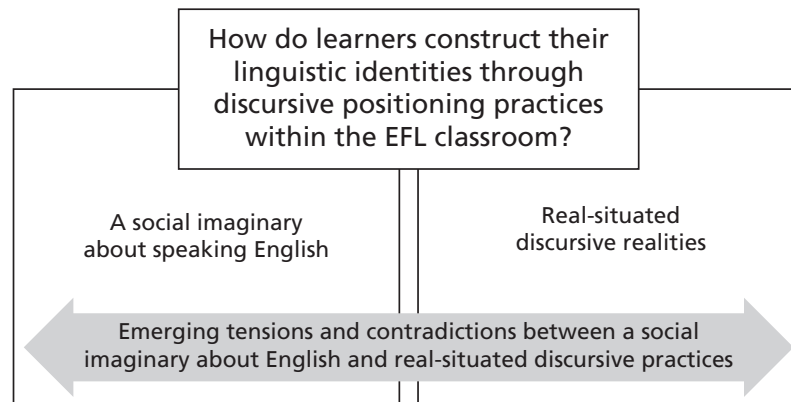 How do learners construct their
linguistic identities through
discursive positioning practices
within the EFL classroom?
A social imaginary
about speaking English
Real-situated
discursive realities
Emerging tensions and contradictions between a social
imaginary about English and real-situated discursive practices